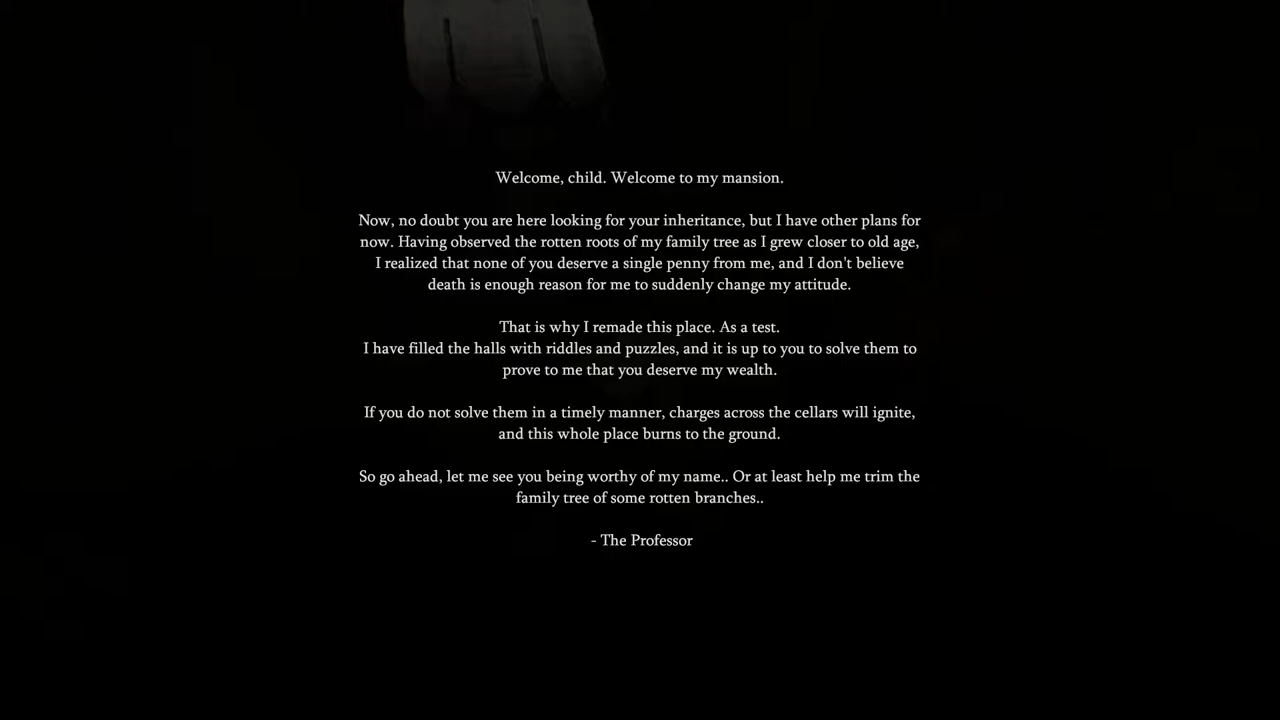 Welcome, child. Welcome to my mansion.
Now, no doubt you are here looking for your inheritance, but I have other plans for
now. Having observed the rotten roots of my family tree as I grew closer to old age,
I realized that none of you deserve a single penny from me, and I don't believe
death is enough reason for me to suddenly change my attitude.
That is why I remade this place. As a test.
I have filled the halls with riddles and puzzles, and it is up to you to solve them to
prove to me that you deserve my wealth.
If you do not solve them in a timely manner, charges across the cellars will ignite,
and this whole place burns to the ground.
So go ahead, let me see you being worthy of my name.. Or at least help me trim the
family tree of some rotten branches..
- The Professor